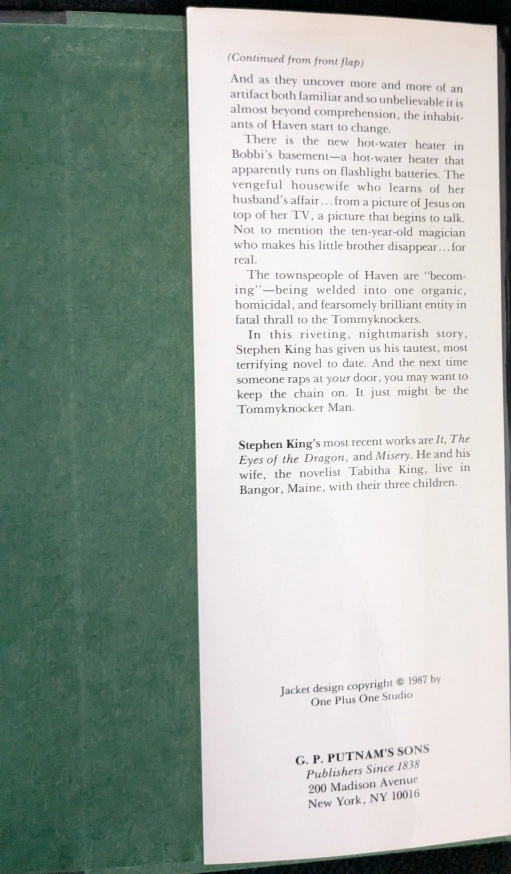 (Continued from front flap)
And as they uncover more and more of an
artifact both familiar and so unbelievable it is
almost beyond comprehension, the inhabit-
ants of Haven start to change.
There is the new hot-water heater in
Bobbi's basement—a hot-water heater that
apparently runs on flashlight batteries. The
vengeful housewife who learns of her
husband's affair...from a picture of Jesus on
top of her TV, a picture that begins to talk.
Not to mention the ten-year-old magician
who makes his little brother disappear...for
real.
The townspeople of Haven are "becom-
ing"—being welded into one organic,
homicidal, and fearsomely brilliant entity in
fatal thrall to the Tommyknockers.
In this riveting, nightmarish story,
Stephen King has given us his tautest, most
terrifying novel to date. And the next time
someone raps at your door, you may want to
keep the chain on. It just might be the
Tommyknocker Man.
Stephen King's most recent works are It, The
Eyes of the Dragon, and Misery. He and his
wife, the novelist Tabitha King, live in
Bangor, Maine, with their three children.
Jacket design copyright © 1987 by
One Plus One Studio
G. P. PUTNAM'S SONS
Publishers Since 1838
200 Madison Avenue
New York, NY 10016